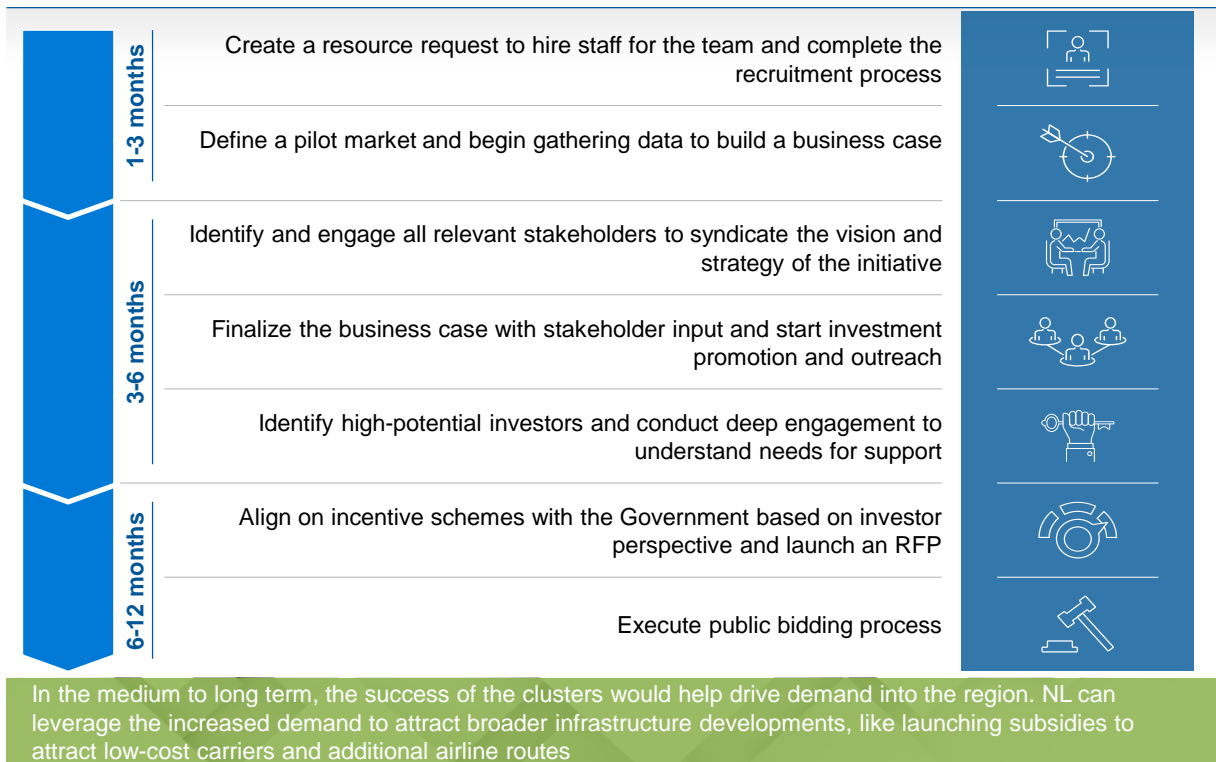 1-3 months
Create a resource request to hire staff for the team and complete the
recruitment process
Define a pilot market and begin gathering data to build a business case
3-6 months
Identify and engage all relevant stakeholders to syndicate the vision and
strategy of the initiative
Finalize the business case with stakeholder input and start investment
promotion and outreach
Identify high-potential investors and conduct deep engagement to
understand needs for support
6-12 months
Align on incentive schemes with the Government based on investor
perspective and launch an RFP
Execute public bidding process
In the medium to long term, the success of the clusters would help drive demand into the region. NL can
leverage the increased demand to attract broader infrastructure developments, like launching subsidies to
attract low-cost carriers and additional airline routes